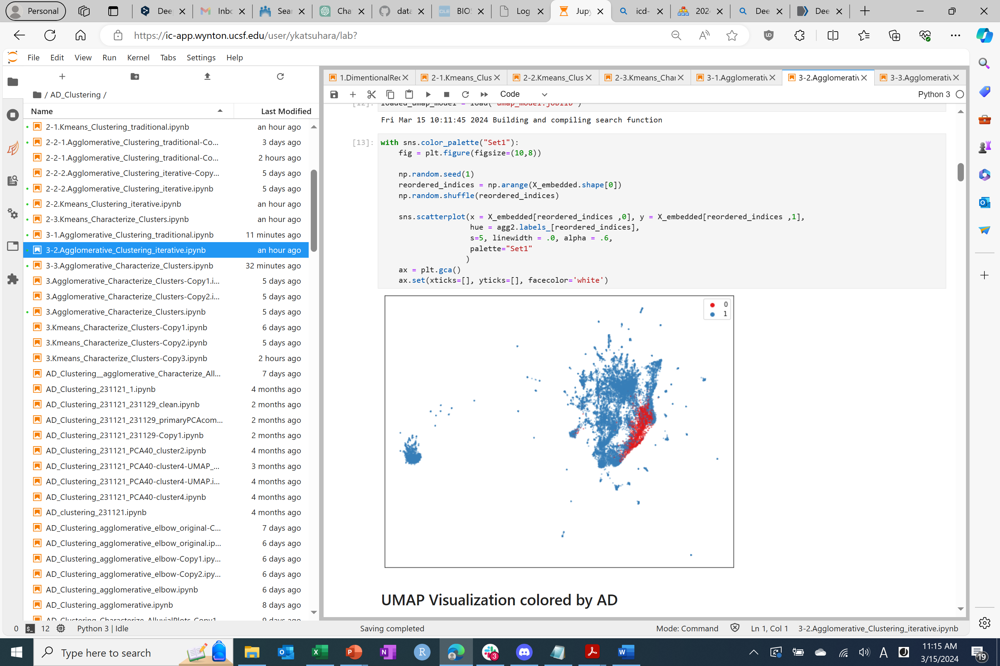 Personal
Dee
Inbo
Sear
Cha
data
BIO
Log
Jupy
icd-
202
Dee
Dee
https://ic-app.wynton.ucsf.edu/user/ykatsuhara/lab?
File Edit View Run Kernel Tabs Settings Help
1.DimentionalRe
2-1.Kmeans_Clus
2-2.Kmeans_Clus
2-3.Kmeans_Char
3-1.Agglomerativ
3-2.Agglomerativ
3-3.Agglomerativ
/ AD_Clustering /
Code
Python 3
Name Last Modified
2-1.Kmeans_Clustering_traditional.ipynb an hour ago
2-2-1.Agglomerative_Clustering_traditional-Co... 3 days ago
2-2-1.Agglomerative_Clustering_traditional-Co... 2 hours ago
2-2-2.Agglomerative_Clustering_iterative-Copy... 5 days ago
2-2-2.Agglomerative_Clustering_iterative.ipynb 5 days ago
2-2.Kmeans_Clustering_iterative.ipynb an hour ago
2-3.Kmeans_Characterize_Clusters.ipynb an hour ago
3-1.Agglomerative_Clustering_traditional.ipynb 11 minutes ago
3-2.Agglomerative_Clustering_iterative.ipynb an hour ago
3-3.Agglomerative_Characterize_Clusters.ipynb 32 minutes ago
3.Agglomerative_Characterize_Clusters-Copy1.i... 5 days ago
3.Agglomerative_Characterize_Clusters-Copy2.i... 5 days ago
3.Agglomerative_Characterize_Clusters.ipynb 5 days ago
3.Kmeans_Characterize_Clusters-Copy1.ipynb 6 days ago
3.Kmeans_Characterize_Clusters-Copy2.ipynb 5 days ago
3.Kmeans_Characterize_Clusters-Copy3.ipynb 2 hours ago
AD_Clustering__agglomerative_Characterize_All... 7 days ago
AD_Clustering_231121_1.ipynb 4 months ago
AD_Clustering_231121_231129_clean.ipynb 2 months ago
AD_Clustering_231121_231129_primaryPCAcom... 2 months ago
AD_Clustering_231121_231129-Copy1.ipynb 2 months ago
AD_Clustering_231121_PCA40_cluster2.ipynb 4 months ago
AD_Clustering_231121_PCA40-cluster4-UMAP_... 3 months ago
AD_Clustering_231121_PCA40-cluster4-UMAP.i... 4 months ago
AD_Clustering_231121_PCA40-cluster4.ipynb 4 months ago
AD_clustering_231121.ipynb 4 months ago
AD_Clustering_agglomerative_elbow_original-C... 7 days ago
AD_Clustering_agglomerative_elbow_original.ip... 6 days ago
AD_Clustering_agglomerative_elbow-Copy1.ipy... 6 days ago
AD_Clustering_agglomerative_elbow-Copy2.ipy... 6 days ago
AD_Clustering_agglomerative_elbow.ipynb 6 days ago
AD_Clustering_agglomerative.ipynb 8 days ago
AD_Clustering_Characterize_AlluvialPlots-Copy1 9 days ago
[12]: loaded_umap_model = load("umap_model.joblib")
Fri Mar 15 10:11:45 2024 Building and compiling search function
[13]: with sns.color_palette("Set1"):
fig = plt.figure(figsize=(10,8))
np.random.seed(1)
reordered_indices = np.arange(X_embedded.shape[0])
np.random.shuffle(reordered_indices)
sns.scatterplot(x = X_embedded[reordered_indices ,0], y = X_embedded[reordered_indices ,1],
hue = agg2.labels_[reordered_indices],
s=5, linewidth = .0, alpha = .6,
palette="Set1"
)
ax = plt.gca()
ax.set(xticks=[], yticks=[], facecolor='white')
0
1
UMAP Visualization colored by AD
0 12 Python 3 | Idle
Saving completed
Mode: Command
Ln 1, Col 1 3-2.Agglomerative_Clustering_iterative.ipynb
Type here to search
3
A
11:15 AM
3/15/2024
19